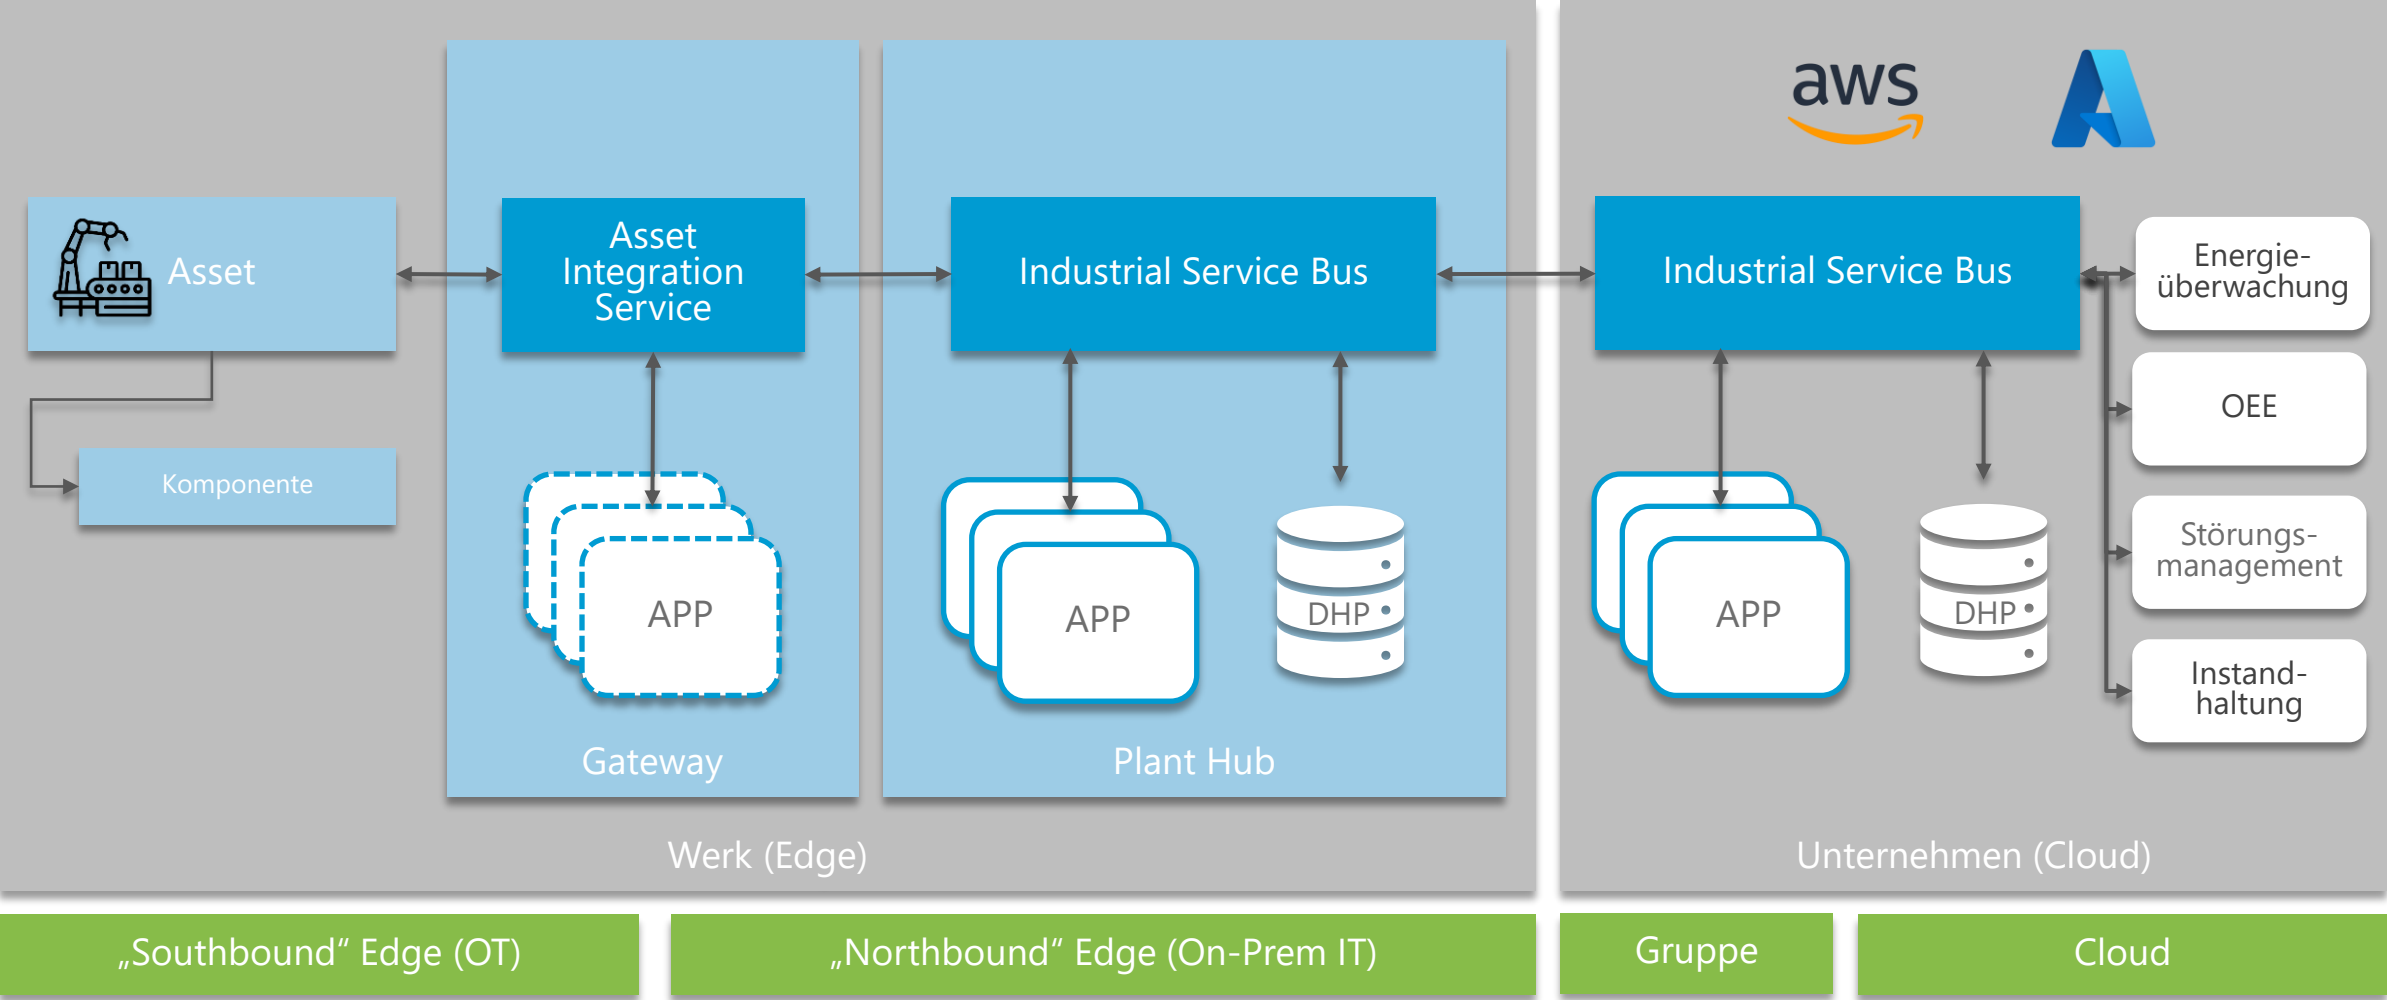 aws
Asset
Komponente
Asset
Integration
Service
APP
Gateway
Industrial Service Bus
APP
DHP
Plant Hub
Werk (Edge)
Industrial Service Bus
APP
DHP
Energie-
überwachung
OEE
Störungs-
management
Instand-
haltung
Unternehmen (Cloud)
„Southbound“ Edge (OT)
„Northbound“ Edge (On-Prem IT)
Gruppe
Cloud